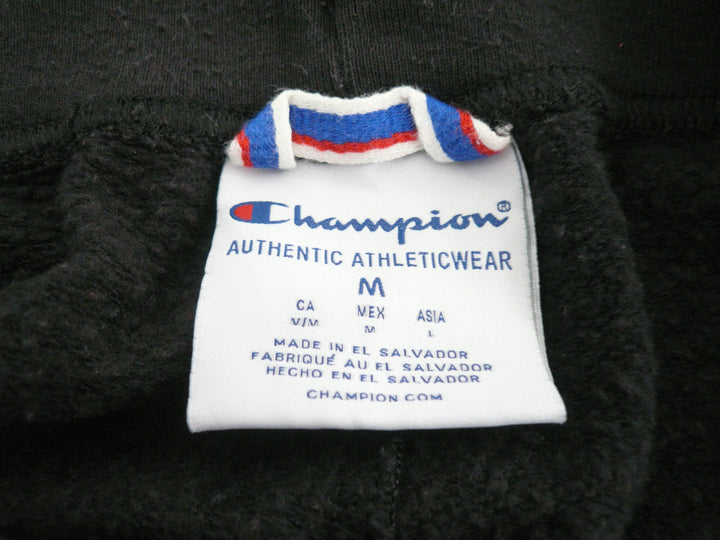 Champion®
AUTHENTIC ATHLETICWEAR
M
CA MEX ASIA
M/M M L
MADE IN EL SALVADOR
FABRIQUÉ AU EL SALVADOR
HECHO EN EL SALVADOR
CHAMPION.COM